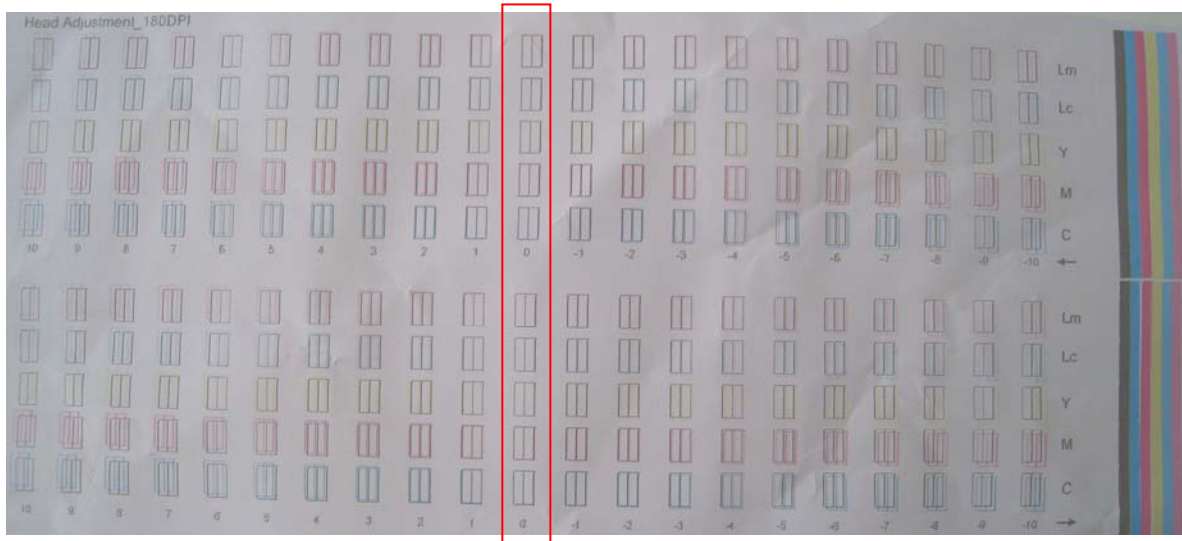 Head Adjustment_180DPI
Lm
Lc
Y
M
C
10 9 8 7 6 5 4 3 2 1 0 -1 -2 -3 -4 -5 -6 -7 -8 -9 -10 ←
Lm
Lc
Y
M
C
10 9 8 7 6 5 4 3 2 1 0 -1 -2 -3 -4 -5 -6 -7 -8 -9 -10 →